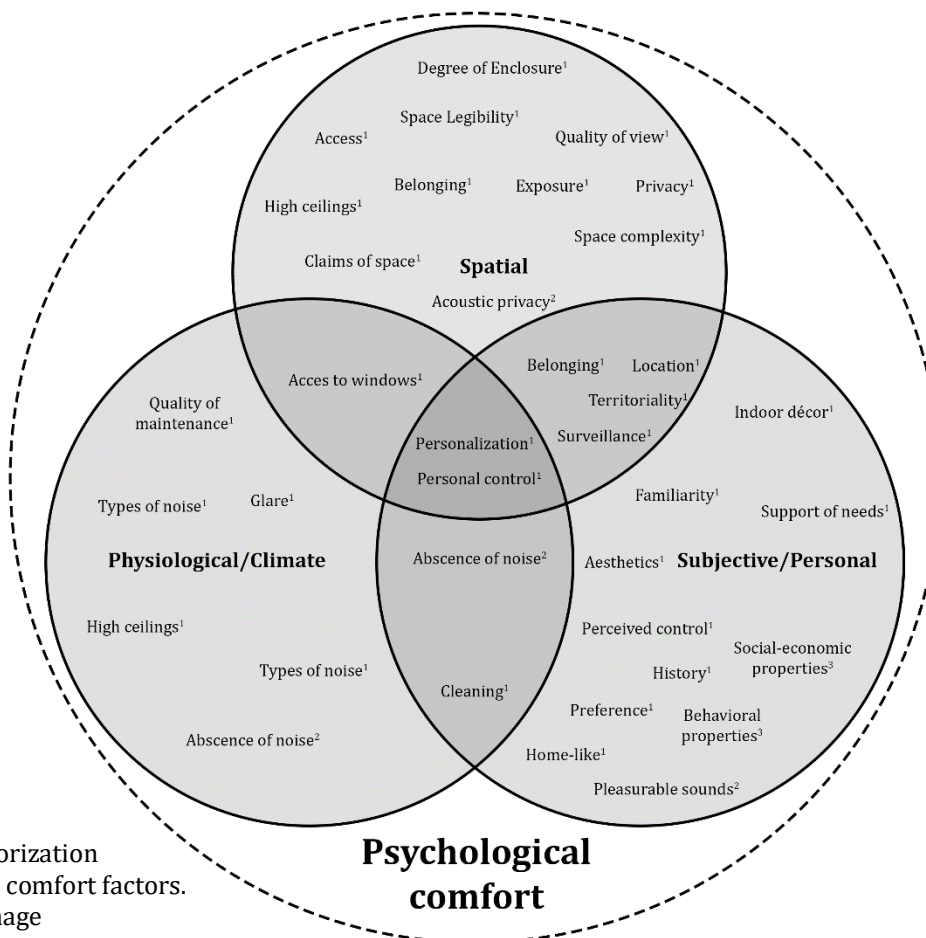 Degree of Enclosure¹
Space Legibility¹
Access¹
Quality of view¹
Belonging¹
Exposure¹
Privacy¹
High ceilings¹
Space complexity¹
Claims of space¹
Spatial
Acoustic privacy²
Belonging¹
Location¹
Acces to windows¹
Territoriality¹
Quality of
maintenance¹
Indoor décor¹
Surveillance¹
Personalization¹
Personal control¹
Familiarity¹
Types of noise¹
Glare¹
Support of needs¹
Physiological/Climate
Abscence of noise²
Aesthetics¹
Subjective/Personal
High ceilings¹
Perceived control¹
Social-economic
properties³
Types of noise¹
History¹
Cleaning¹
Preference¹
Behavioral
properties³
Abscence of noise²
Home-like¹
Pleasurable sounds²
Psychological
comfort
orization
comfort factors.
nage